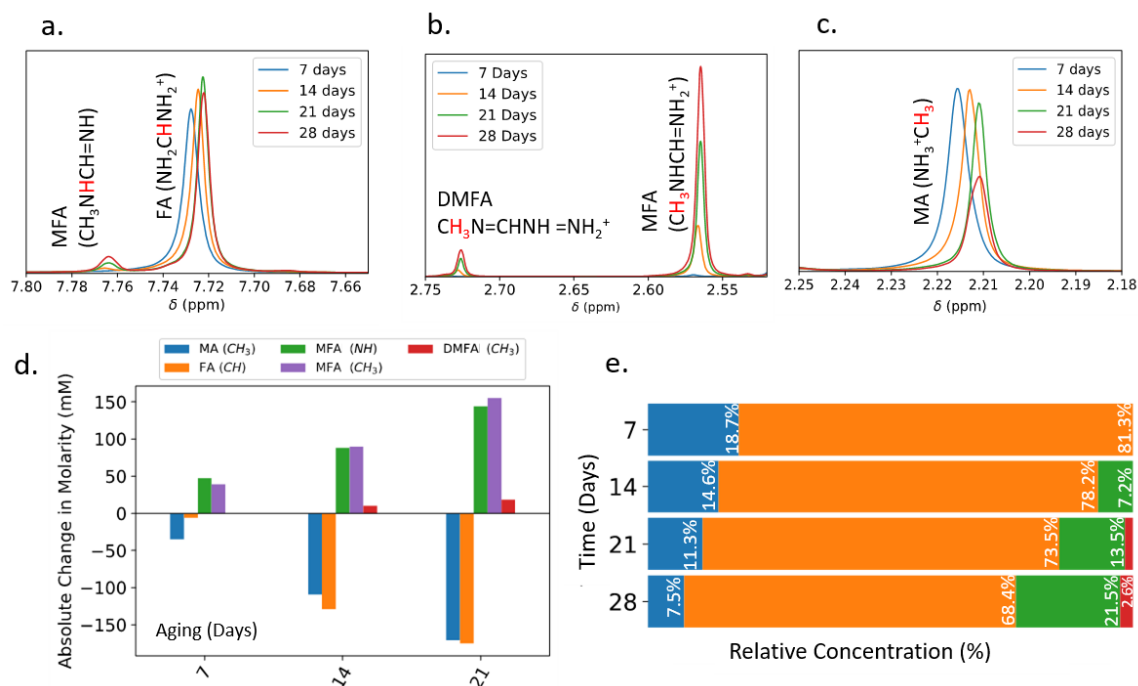 a.
MFA
(CH3NHCH=NH)
FA (NH2CHNH2+)
7 days
14 days
21 days
28 days
7.80 7.78 7.76 7.74 7.72 7.70 7.68 7.66
δ (ppm)
b.
7 Days
14 Days
21 Days
28 Days
DMFA
CH3N=CHNH =NH2+
MFA
(CH3NHCH=NH2+)
2.75 2.70 2.65 2.60 2.55
δ (ppm)
c.
MA (NH3+CH3)
7 days
14 days
21 days
28 days
2.25 2.24 2.23 2.22 2.21 2.20 2.19 2.18
δ (ppm)
d.
MA (CH3)
FA (CH)
MFA (NH)
MFA (CH3)
DMFA (CH3)
Absolute Change in Molarity (mM)
150
100
50
0
−50
−100
−150
Aging (Days)
7 14 21
e.
Time (Days)
7 18.7% 81.3%
14 14.6% 78.2% 7.2%
21 11.3% 73.5% 13.5%
28 7.5% 68.4% 21.5% 2.6%
Relative Concentration (%)